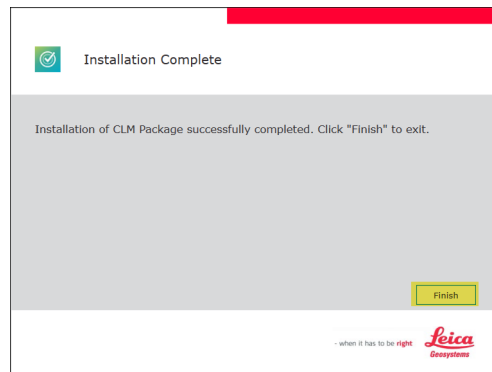 Installation Complete
Installation of CLM Package successfully completed. Click "Finish" to exit.
Finish
- when it has to be right
Leica
Geosystems